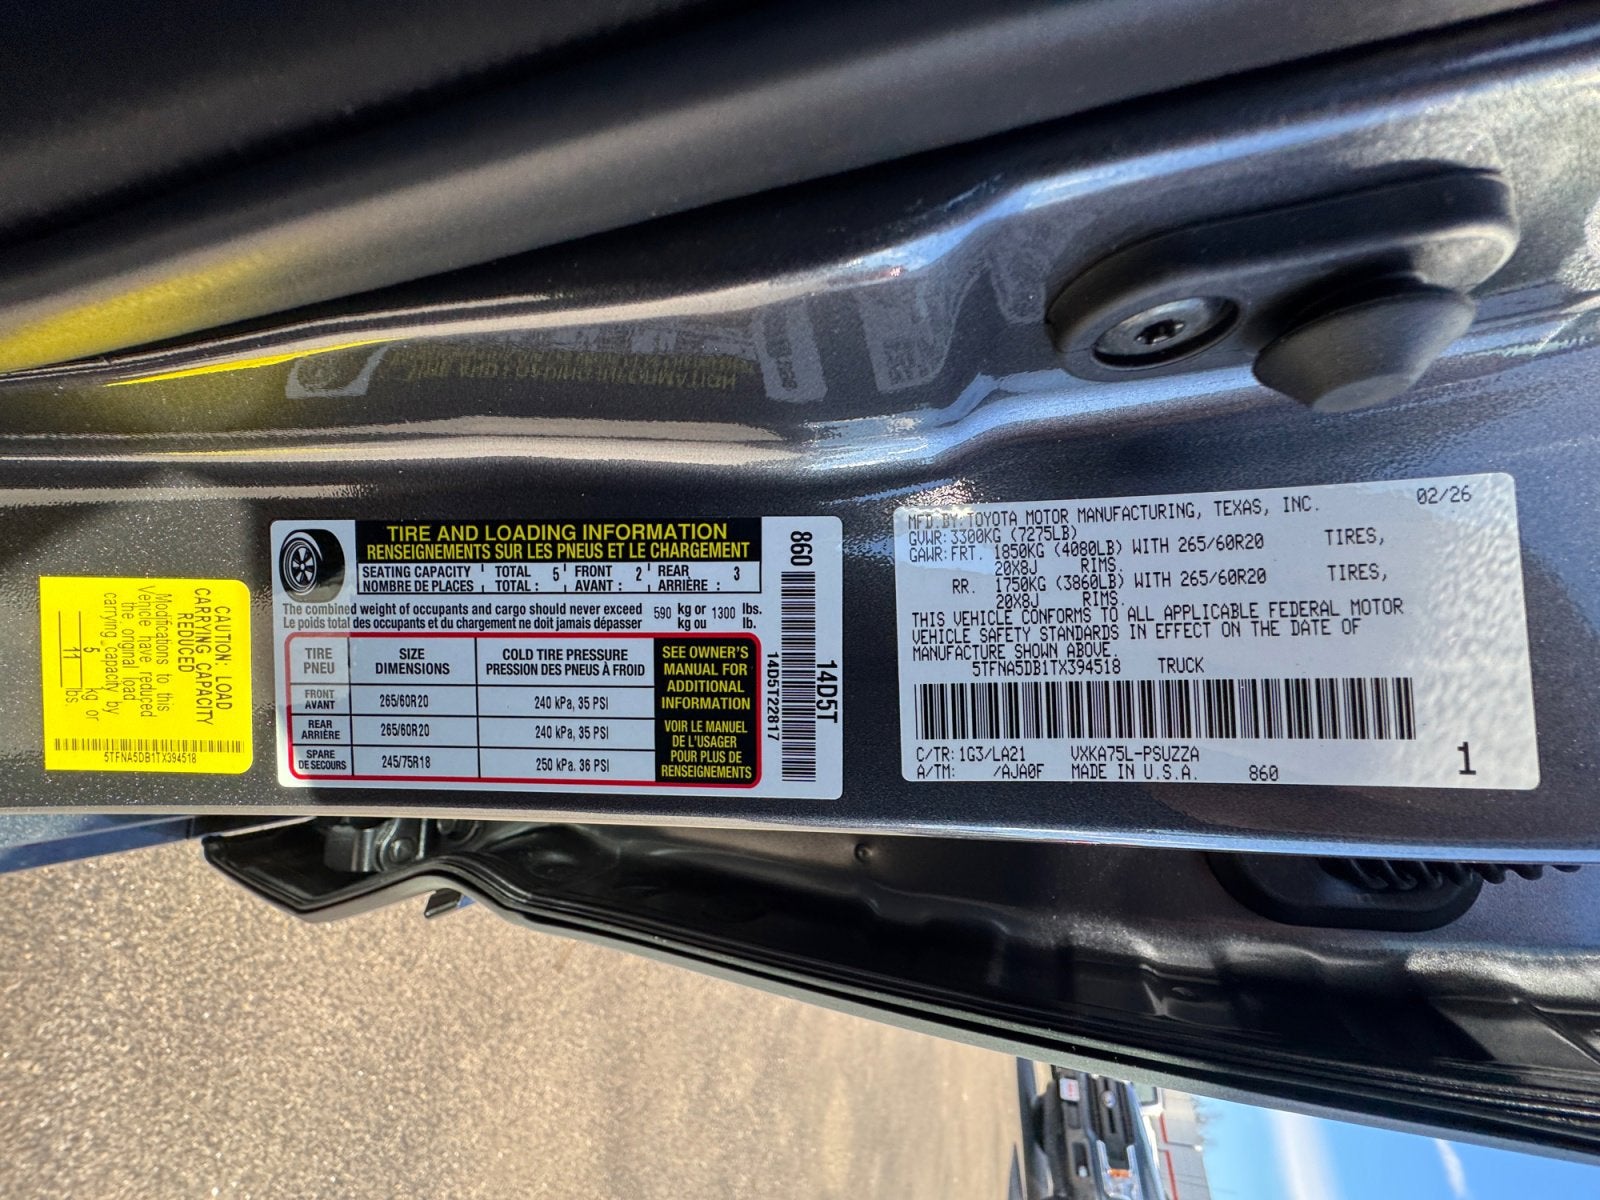 CAUTION: LOAD
CARRYING CAPACITY
REDUCED
Modifications to this
Vehicle have reduced
the original load
carrying capacity by
5 kg or
11 lbs.
5TFNA5DB1TX394518
TIRE AND LOADING INFORMATION
RENSEIGNEMENTS SUR LES PNEUS ET LE CHARGEMENT
SEATING CAPACITY TOTAL 5 FRONT 2 REAR 3
NOMBRE DE PLACES TOTAL : AVANT : ARRIÈRE :
The combined weight of occupants and cargo should never exceed 590 kg or 1300 lbs.
Le poids total des occupants et du chargement ne doit jamais dépasser kg ou lb.
TIRE SIZE COLD TIRE PRESSURE
PNEU DIMENSIONS PRESSION DES PNEUS À FROID
FRONT
AVANT 265/60R20 240 kPa, 35 PSI
REAR
ARRIÈRE 265/60R20 240 kPa, 35 PSI
SPARE
DE SECOURS 245/75R18 250 kPa. 36 PSI
SEE OWNER'S
MANUAL FOR
ADDITIONAL
INFORMATION
VOIR LE MANUEL
DE L'USAGER
POUR PLUS DE
RENSEIGNEMENTS
860
14D5T
14D5T22817
02/26
MFD.BY:TOYOTA MOTOR MANUFACTURING, TEXAS, INC.
GVWR:3300KG (7275LB)
GAWR:FRT. 1850KG (4080LB) WITH 265/60R20 TIRES,
20X8J RIMS.
RR. 1750KG (3860LB) WITH 265/60R20 TIRES,
20X8J RIMS.
THIS VEHICLE CONFORMS TO ALL APPLICABLE FEDERAL MOTOR
VEHICLE SAFETY STANDARDS IN EFFECT ON THE DATE OF
MANUFACTURE SHOWN ABOVE.
5TFNA5DB1TX394518 TRUCK
C/TR:1G3/LA21 VXKA75L-PSUZZA
A/TM: /AJA0F MADE IN U.S.A. 860
1